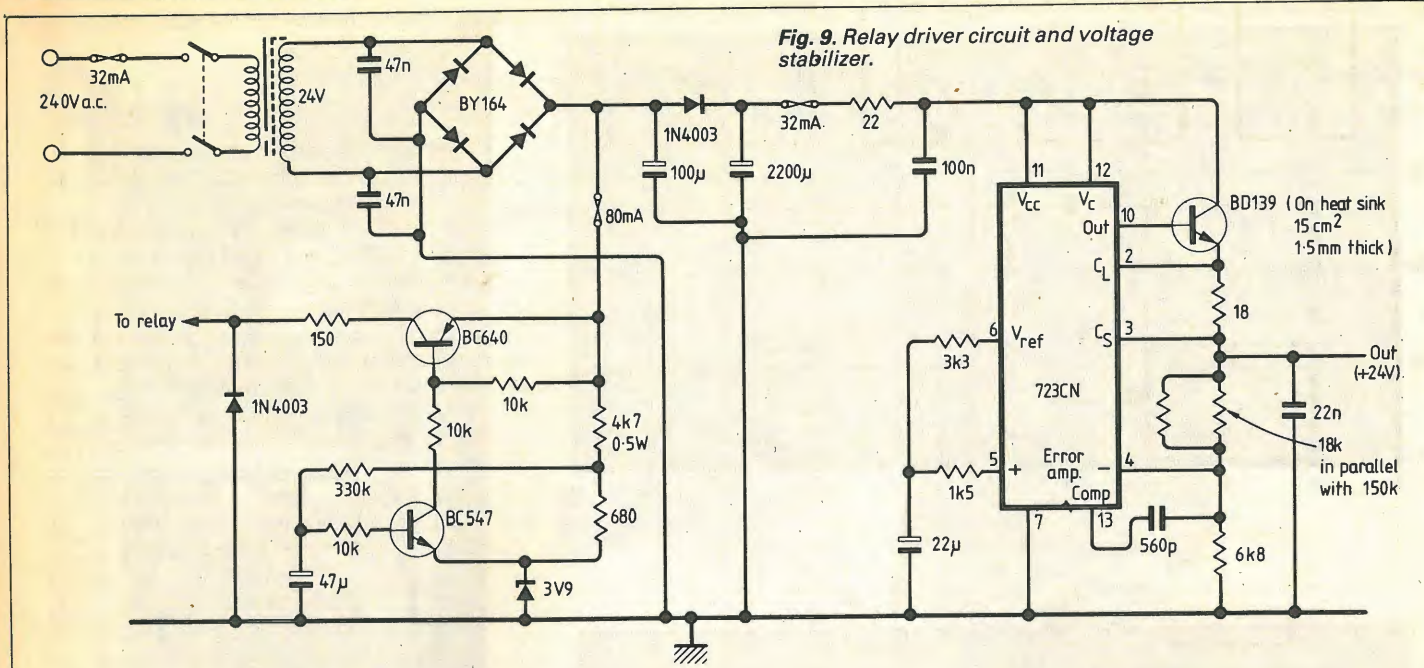 Fig. 9. Relay driver circuit and voltage
stabilizer.
32mA
240V a.c.
24V
47n
47n
BY164
1N4003
100μ
2200μ
32mA
22
100n
80mA
11
12
VCC
VC
10
Out
BD139 (On heat sink
15 cm2
1·5mm thick)
2
CL
18
3
CS
6
Vref
3k3
723CN
Out
(+24V)
22n
18k
in parallel
with 150k
5
+
Error
amp.
−
4
1k5
Comp
7
13
560p
22μ
6k8
To relay
150
BC640
1N4003
10k
10k
4k7
0·5W
330k
BC547
680
10k
47μ
3V9